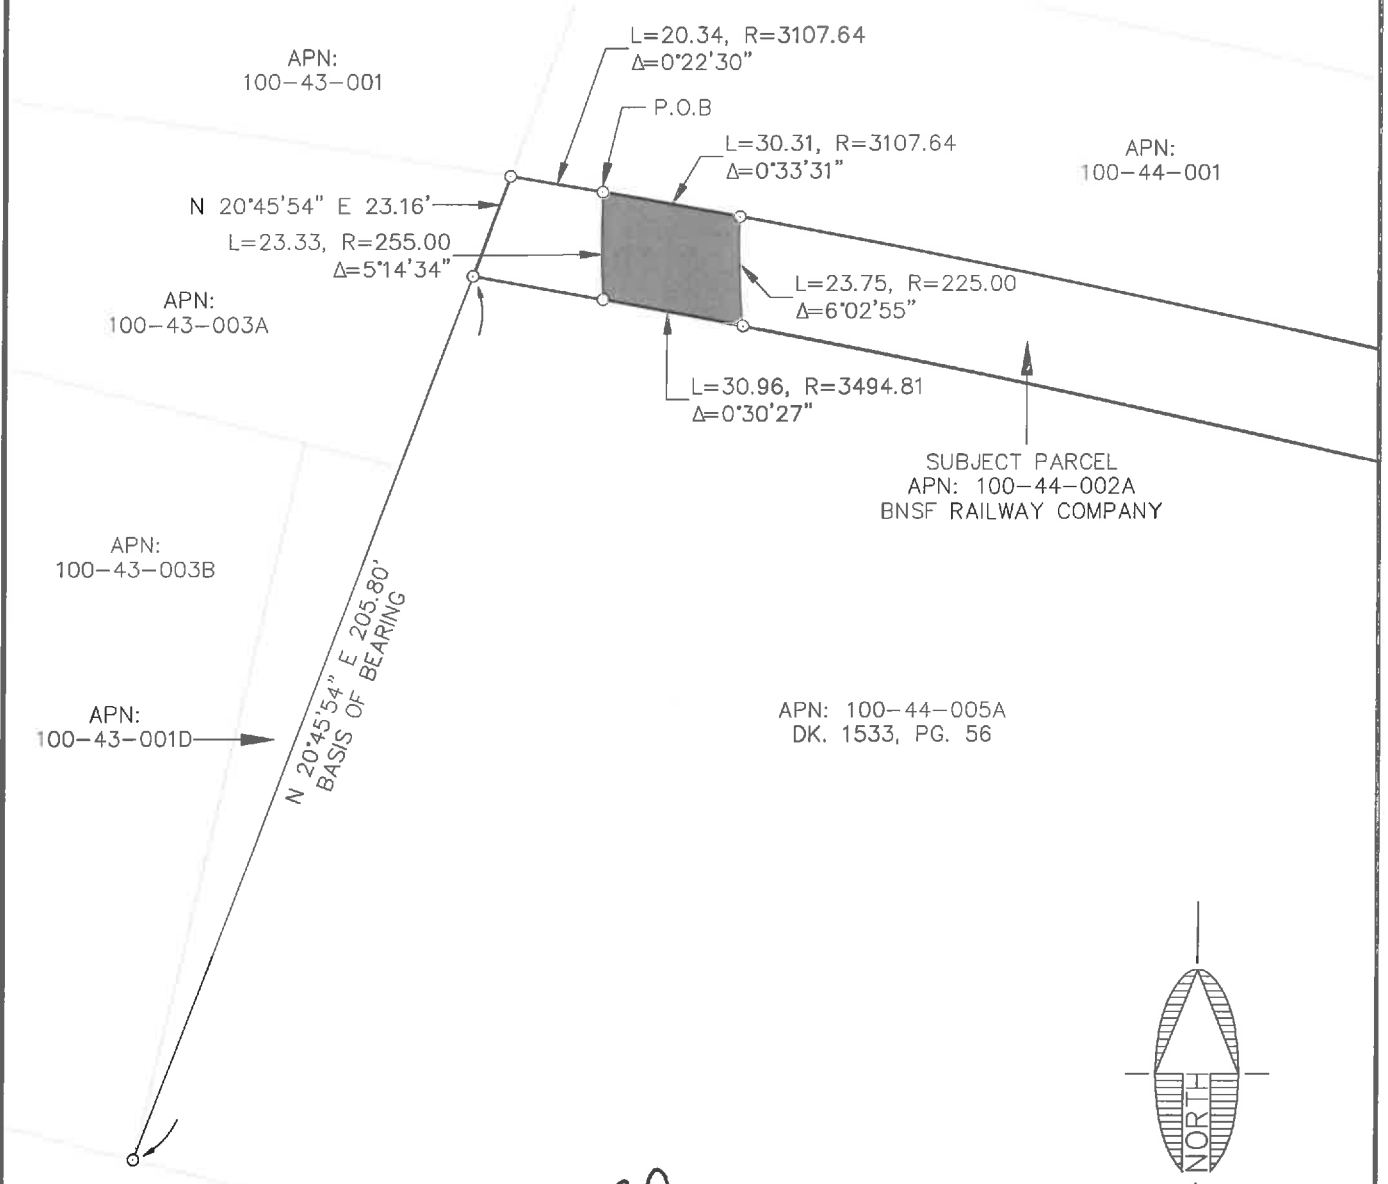 L=20.34, R=3107.64
Δ=0°22'30"
APN:
100-43-001
P.O.B
L=30.31, R=3107.64
Δ=0°33'31"
APN:
100-44-001
N 20°45'54" E 23.16'
L=23.33, R=255.00
Δ=5°14'34"
L=23.75, R=225.00
Δ=6°02'55"
APN:
100-43-003A
L=30.96, R=3494.81
Δ=0°30'27"
SUBJECT PARCEL
APN: 100-44-002A
BNSF RAILWAY COMPANY
APN:
100-43-003B
N 20°45'54" E 205.80'
BASIS OF BEARING
APN:
100-43-001D
APN: 100-44-005A
DK. 1533, PG. 56
NORTH